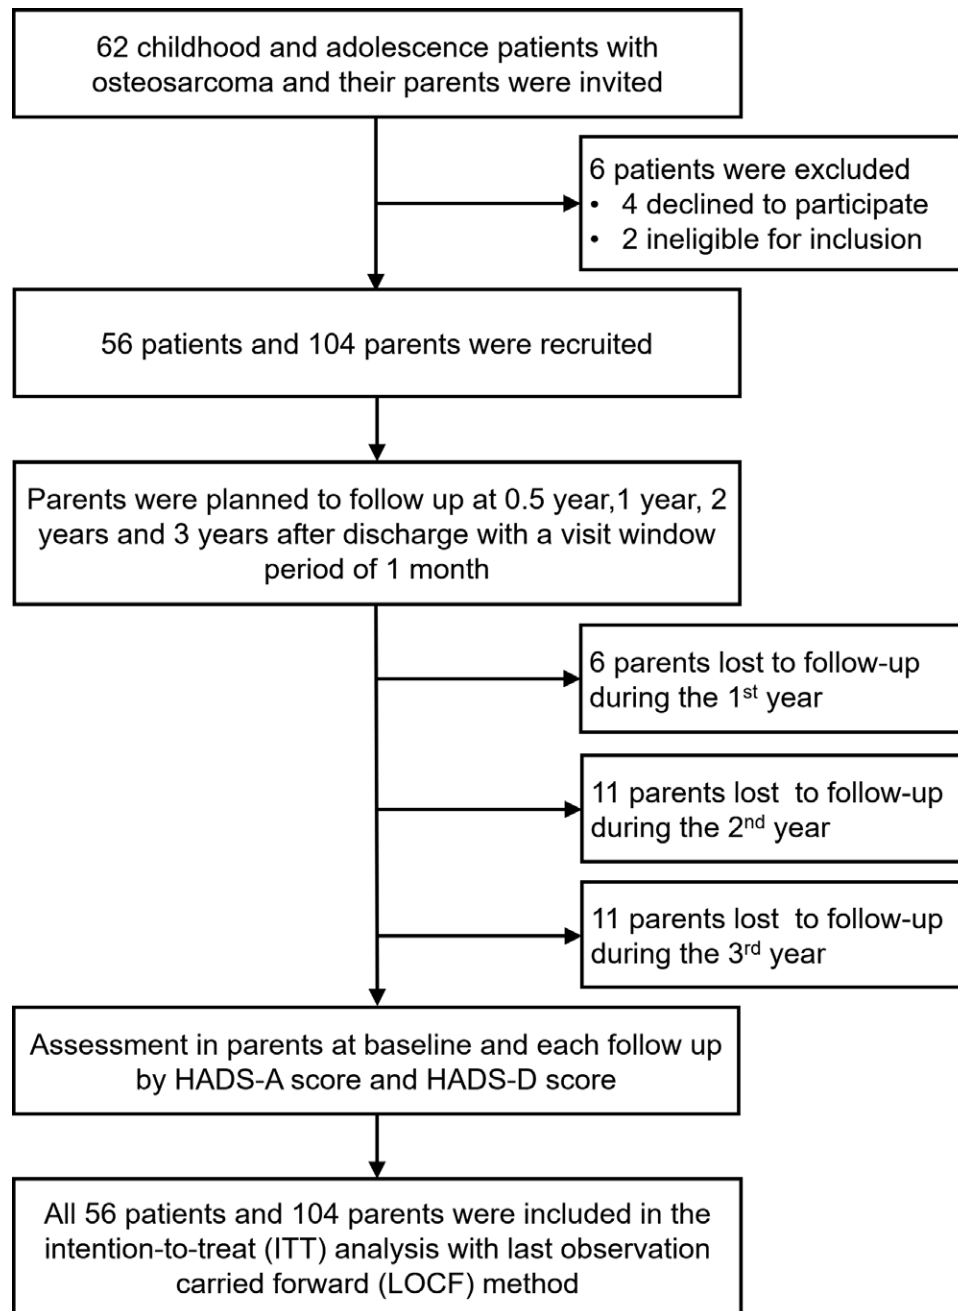 62 childhood and adolescence patients with
osteosarcoma and their parents were invited
6 patients were excluded
• 4 declined to participate
• 2 ineligible for inclusion
56 patients and 104 parents were recruited
Parents were planned to follow up at 0.5 year,1 year, 2
years and 3 years after discharge with a visit window
period of 1 month
6 parents lost to follow-up
during the 1st year
11 parents lost to follow-up
during the 2nd year
11 parents lost to follow-up
during the 3rd year
Assessment in parents at baseline and each follow up
by HADS-A score and HADS-D score
All 56 patients and 104 parents were included in the
intention-to-treat (ITT) analysis with last observation
carried forward (LOCF) method